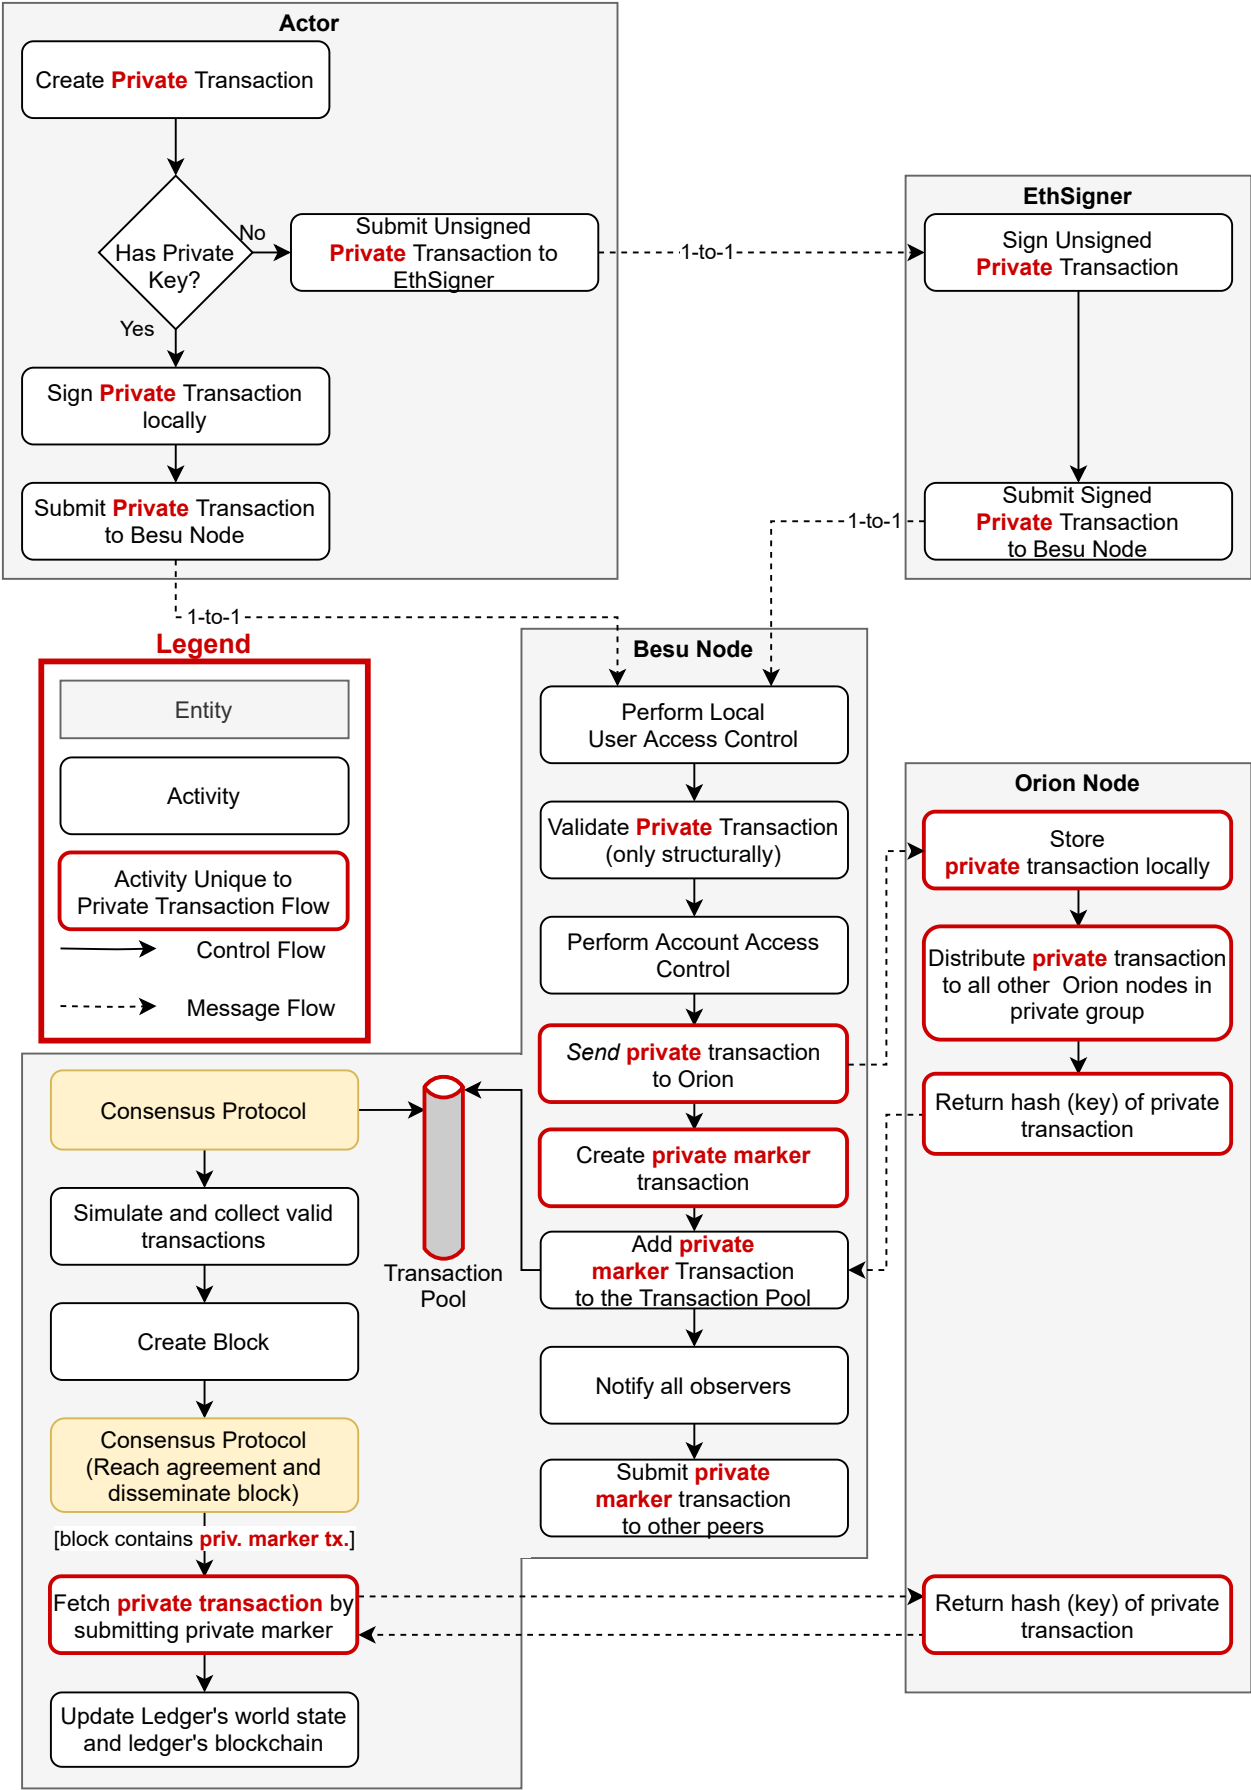 Actor
Create Private Transaction
Has Private
Key?
No
Yes
Submit Unsigned
Private Transaction to
EthSigner
1-to-1
EthSigner
Sign Unsigned
Private Transaction
Sign Private Transaction
locally
Submit Private Transaction
to Besu Node
Submit Signed
Private Transaction
to Besu Node
1-to-1
1-to-1
Legend
Entity
Activity
Activity Unique to
Private Transaction Flow
Control Flow
Message Flow
Besu Node
Perform Local
User Access Control
Validate Private Transaction
(only structurally)
Perform Account Access
Control
Send private transaction
to Orion
Create private marker
transaction
Add private
marker Transaction
to the Transaction Pool
Notify all observers
Submit private
marker transaction
to other peers
Orion Node
Store
private transaction locally
Distribute private transaction
to all other Orion nodes in
private group
Return hash (key) of private
transaction
Consensus Protocol
Transaction
Pool
Simulate and collect valid
transactions
Create Block
Consensus Protocol
(Reach agreement and
disseminate block)
[block contains priv. marker tx.]
Fetch private transaction by
submitting private marker
Return hash (key) of private
transaction
Update Ledger's world state
and ledger's blockchain